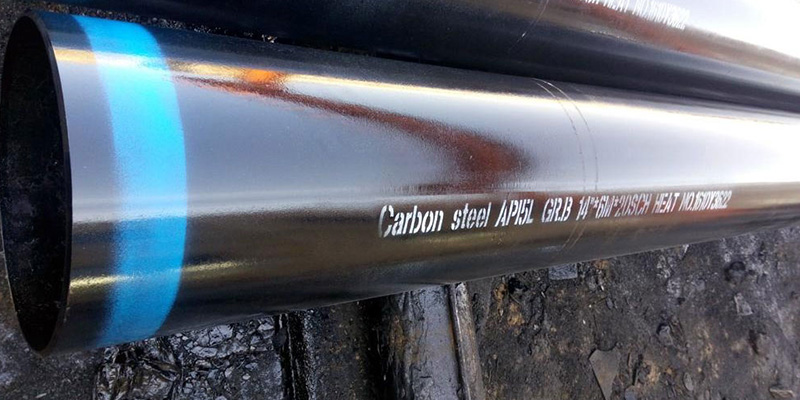 Carbon steel API5L GR.B 14"*6M*20SCH HEAT NO.